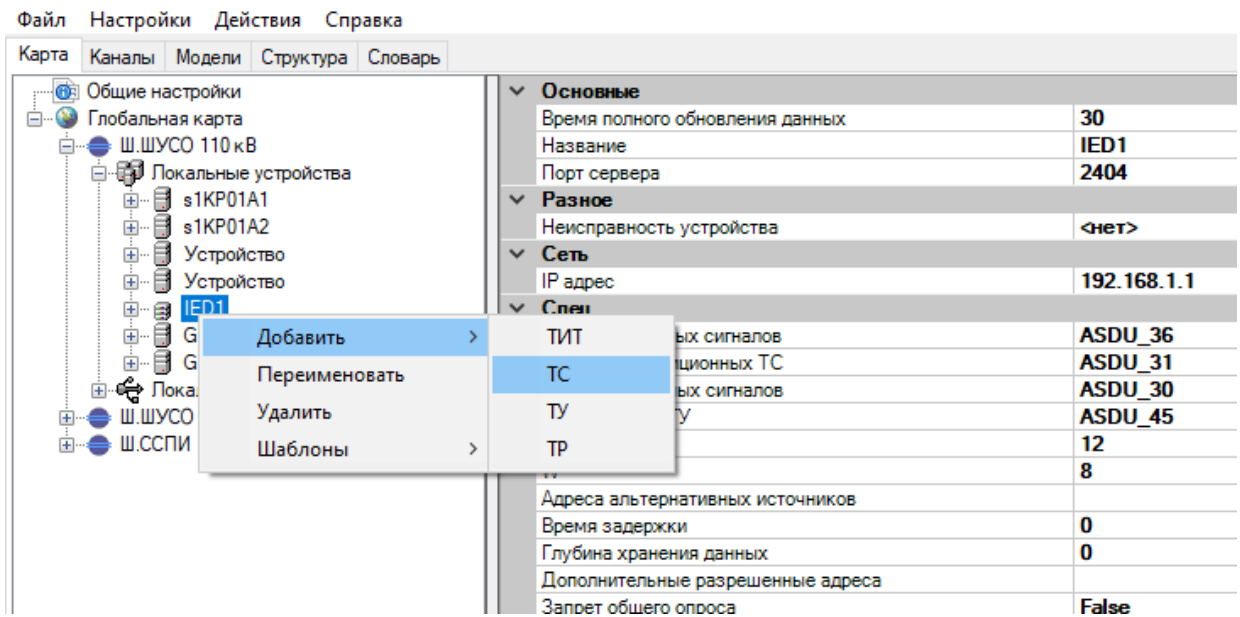 Файл Настройки Действия Справка
Карта Каналы Модели Структура Словарь
Общие настройки
Глобальная карта
Ш.ШУСО 110 кВ
Локальные устройства
s1KP01A1
s1KP01A2
Устройство
Устройство
IED1
G
G
Лока
Ш.ШУСО
Ш.ССПИ
Добавить
Переименовать
Удалить
Шаблоны
ТИТ
ТС
ТУ
ТР
Основные
Время полного обновления данных 30
Название IED1
Порт сервера 2404
Разное
Неисправность устройства <нет>
Сеть
IP адрес 192.168.1.1
Спец
ых сигналов ASDU_36
ционных ТС ASDU_31
ых сигналов ASDU_30
У ASDU_45
12
8
Адреса альтернативных источников
Время задержки 0
Глубина хранения данных 0
Дополнительные разрешенные адреса
Запрет общего опроса False